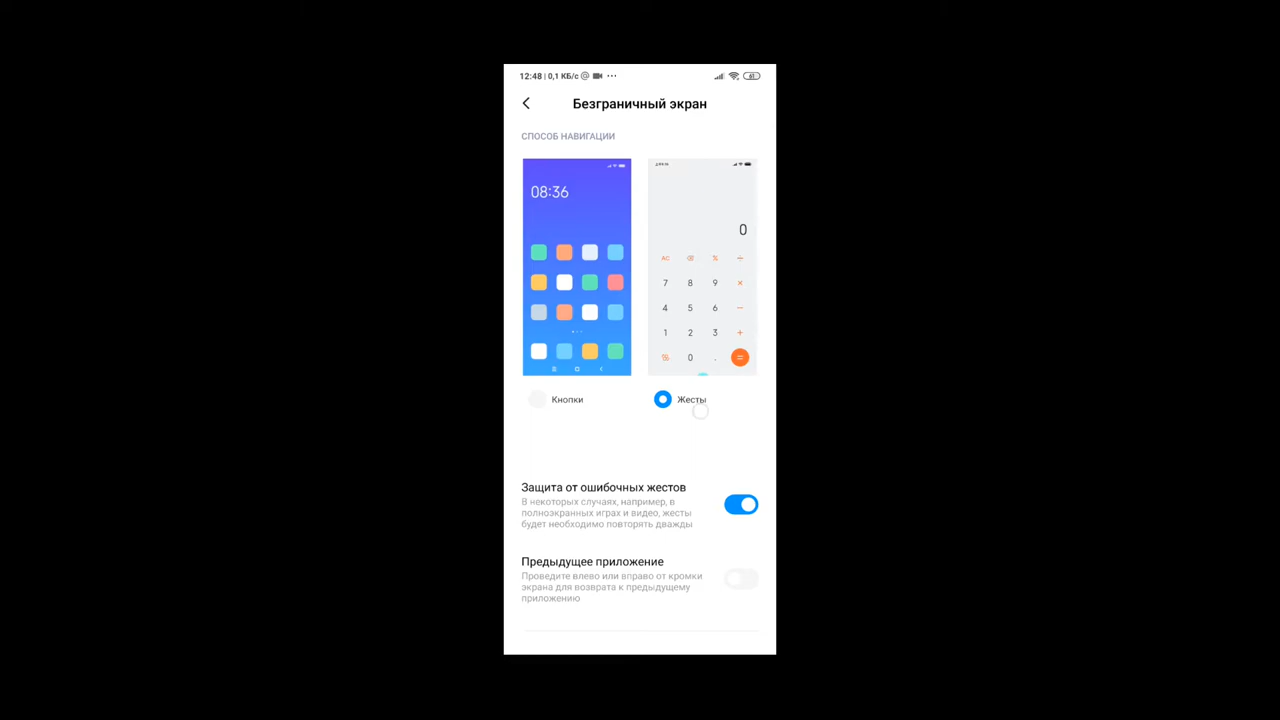 12:48 | 0,1 КБ/с @ ... 61
Безграничный экран
СПОСОБ НАВИГАЦИИ
08:36
0
AC % ÷
7 8 9 ×
4 5 6 −
1 2 3 +
0 . =
Кнопки Жесты
Защита от ошибочных жестов
В некоторых случаях, например, в
полноэкранных играх и видео, жесты
будет необходимо повторять дважды
Предыдущее приложение
Проведите влево или вправо от кромки
экрана для возврата к предыдущему
приложению